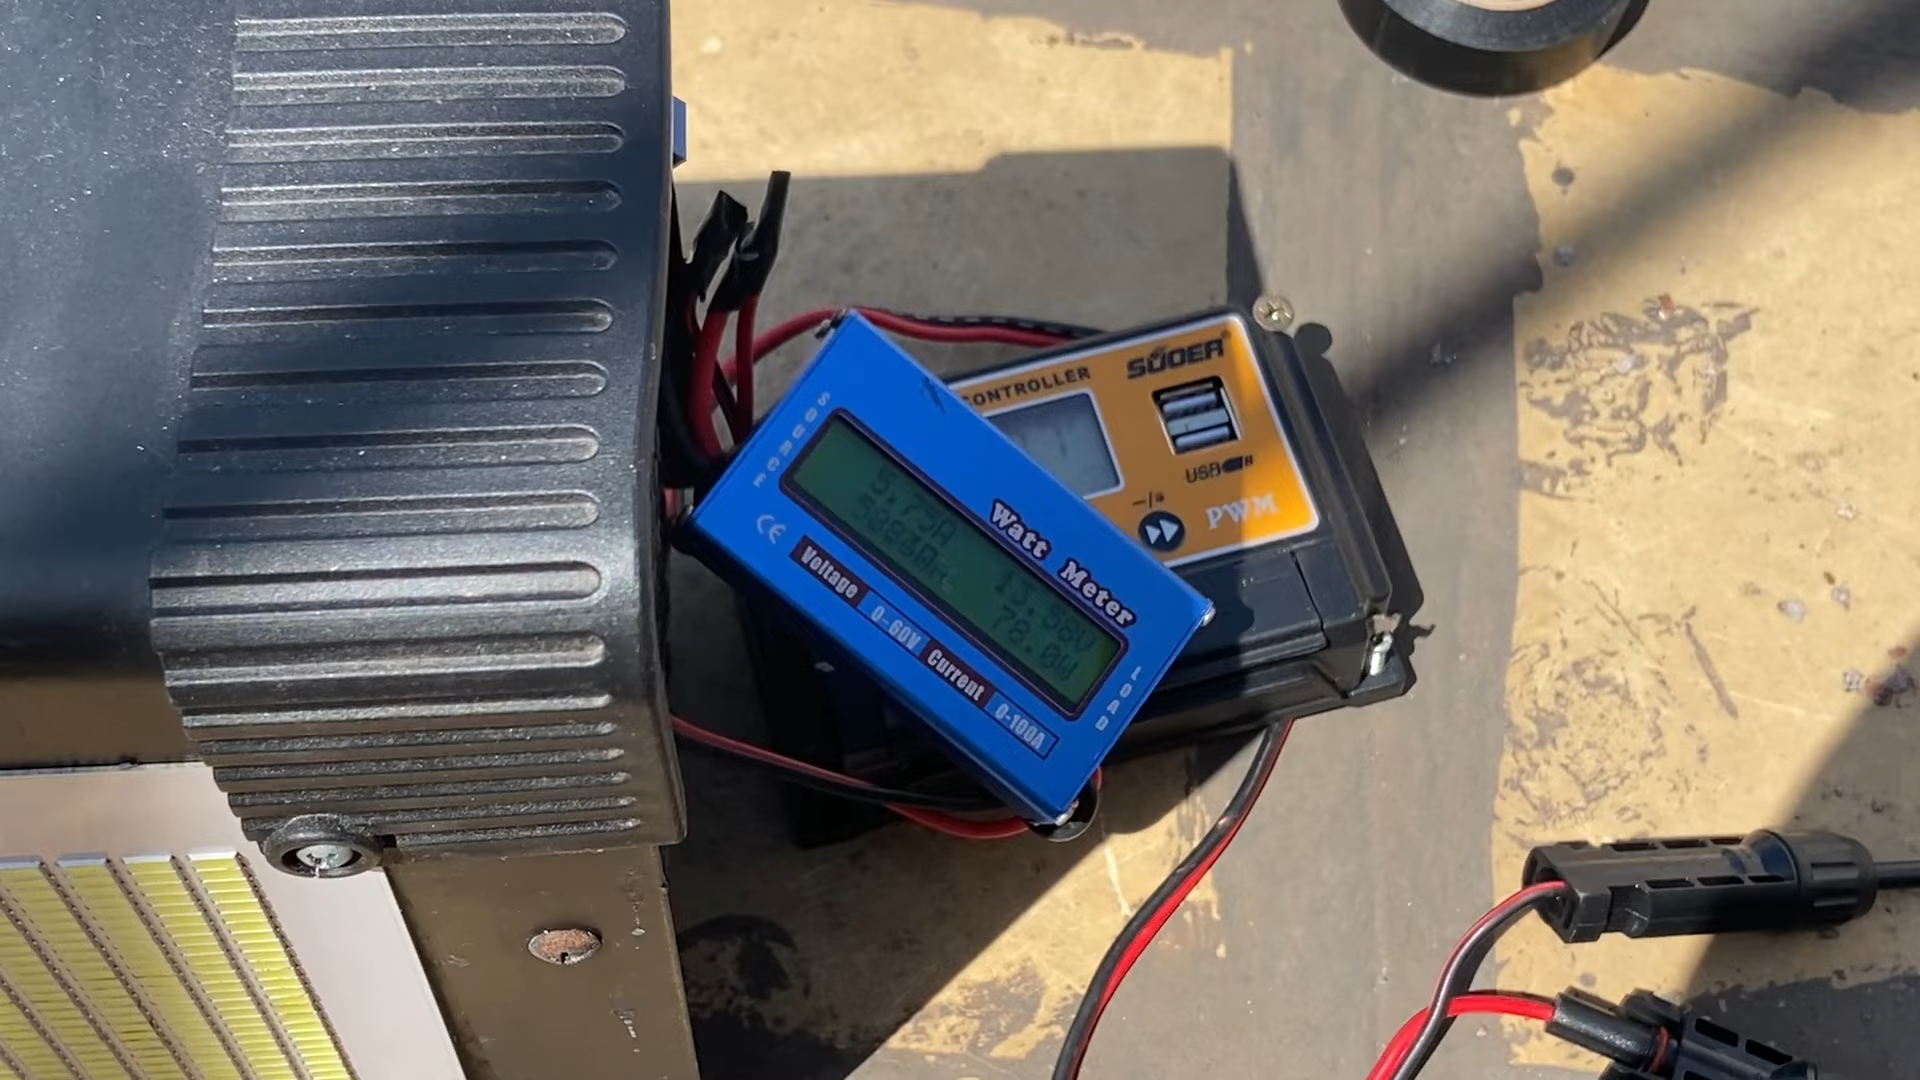 SUOER
CONTROLLER
USB
−/+
PWM
SOURCE
Watt Meter
5.75A 13.56V
78.0W
CE
Voltage 0-60V Current 0-100A
LOAD